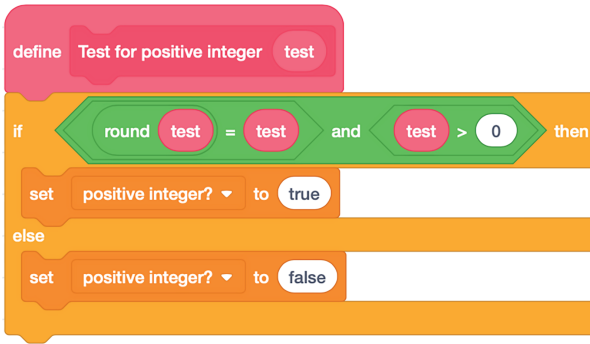 define Test for positive integer test
if round test = test and test > 0 then
set positive integer? to true
else
set positive integer? to false